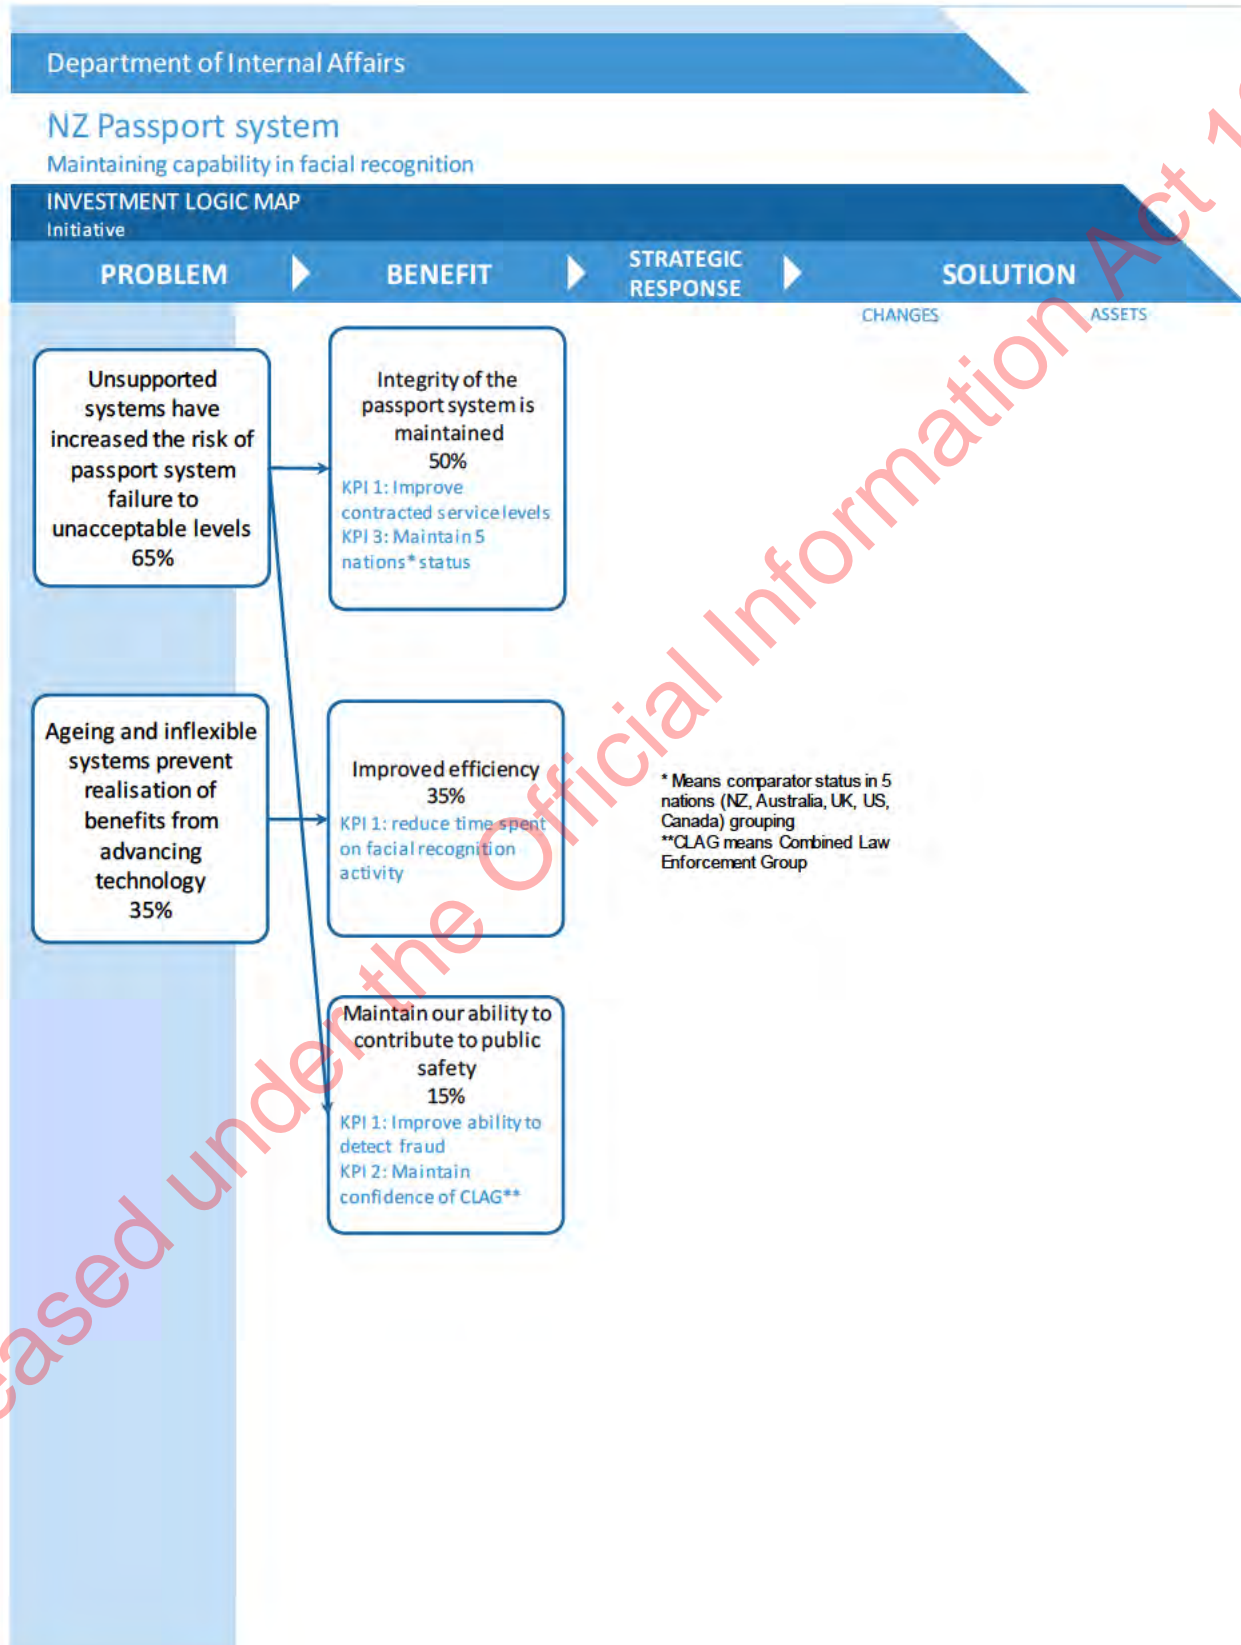 Department of Internal Affairs
NZ Passport system
Maintaining capability in facial recognition
INVESTMENT LOGIC MAP
Initiative
PROBLEM
BENEFIT
STRATEGIC
RESPONSE
SOLUTION
CHANGES
ASSETS
Unsupported
systems have
increased the risk of
passport system
failure to
unacceptable levels
65%
Integrity of the
passport system is
maintained
50%
KPI 1: Improve
contracted service levels
KPI 3: Maintain 5
nations* status
Ageing and inflexible
systems prevent
realisation of
benefits from
advancing
technology
35%
Improved efficiency
35%
KPI 1: reduce time spent
on facial recognition
activity
* Means comparator status in 5
nations (NZ, Australia, UK, US,
Canada) grouping
**CLAG means Combined Law
Enforcement Group
Maintain our ability to
contribute to public
safety
15%
KPI 1: Improve ability to
detect fraud
KPI 2: Maintain
confidence of CLAG**
eased under the Official Information Act 1